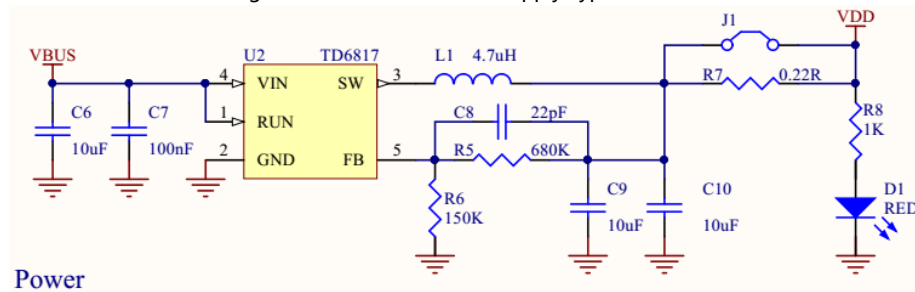 J1
VDD
VBUS
U2 TD6817
L1 4.7uH
4 VIN SW 3
R7 0.22R
C6
10uF
C7
100nF
1 RUN
C8 22pF
R8
1K
2 GND FB 5
R5 680K
R6
150K
C9
10uF
C10
10uF
D1
RED
Power